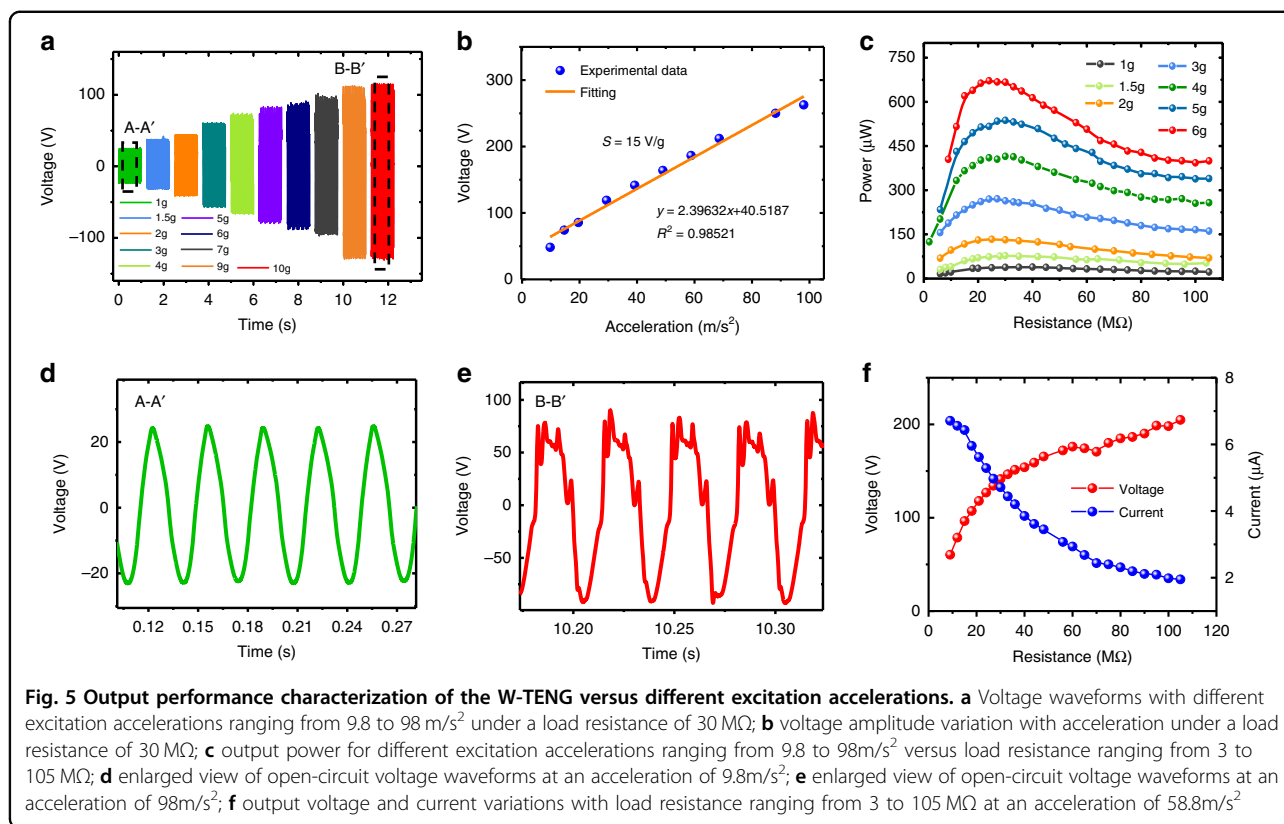 a
Voltage (V)
100
0
−100
A-A′
B-B′
1g
1.5g
2g
3g
4g
5g
6g
7g
9g
10g
0 2 4 6 8 10 12
Time (s)
b
Voltage (V)
300
200
100
0
Experimental data
Fitting
S = 15 V/g
y = 2.39632x+40.5187
R² = 0.98521
0 20 40 60 80 100
Acceleration (m/s²)
c
Power (µW)
750
600
450
300
150
0
1g
1.5g
2g
3g
4g
5g
6g
0 20 40 60 80 100
Resistance (MΩ)
d
A-A′
Voltage (V)
20
0
−20
0.12 0.15 0.18 0.21 0.24 0.27
Time (s)
e
B-B′
Voltage (V)
100
50
0
−50
10.20 10.25 10.30
Time (s)
f
Voltage (V)
200
100
0
Voltage
Current
8
6
4
2
Current (µA)
0 20 40 60 80 100 120
Resistance (MΩ)
Fig. 5 Output performance characterization of the W-TENG versus different excitation accelerations. a Voltage waveforms with different
excitation accelerations ranging from 9.8 to 98 m/s² under a load resistance of 30 MΩ; b voltage amplitude variation with acceleration under a load
resistance of 30 MΩ; c output power for different excitation accelerations ranging from 9.8 to 98m/s² versus load resistance ranging from 3 to
105 MΩ; d enlarged view of open-circuit voltage waveforms at an acceleration of 9.8m/s²; e enlarged view of open-circuit voltage waveforms at an
acceleration of 98m/s²; f output voltage and current variations with load resistance ranging from 3 to 105 MΩ at an acceleration of 58.8m/s²